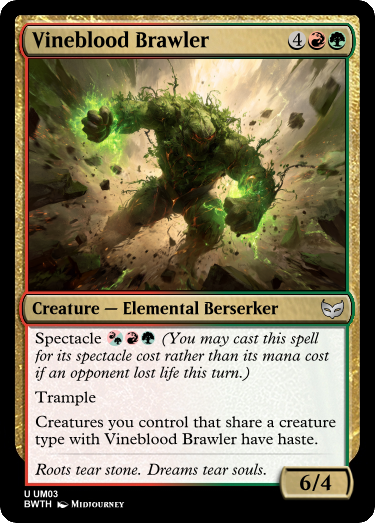 Vineblood Brawler 4
Creature — Elemental Berserker
Spectacle (You may cast this spell
for its spectacle cost rather than its mana cost
if an opponent lost life this turn.)
Trample
Creatures you control that share a creature
type with Vineblood Brawler have haste.
Roots tear stone. Dreams tear souls.
6/4
U UM03
BWTH Midjourney